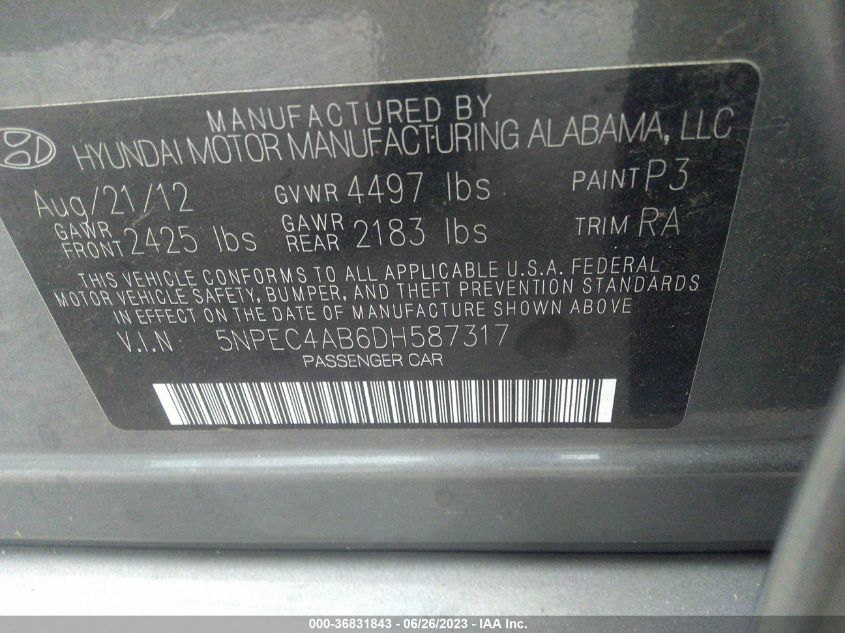 MANUFACTURED BY
HYUNDAI MOTOR MANUFACTURING ALABAMA, LLC
Aug/21/12 GVWR 4497 lbs PAINT P3
GAWR FRONT 2425 lbs GAWR REAR 2183 lbs TRIM RA
THIS VEHICLE CONFORMS TO ALL APPLICABLE U.S.A. FEDERAL
MOTOR VEHICLE SAFETY, BUMPER, AND THEFT PREVENTION STANDARDS
IN EFFECT ON THE DATE OF MANUFACTURE SHOWN ABOVE
V.I.N 5NPEC4AB6DH587317
PASSENGER CAR
000-36831843 - 06/26/2023 - IAA Inc.